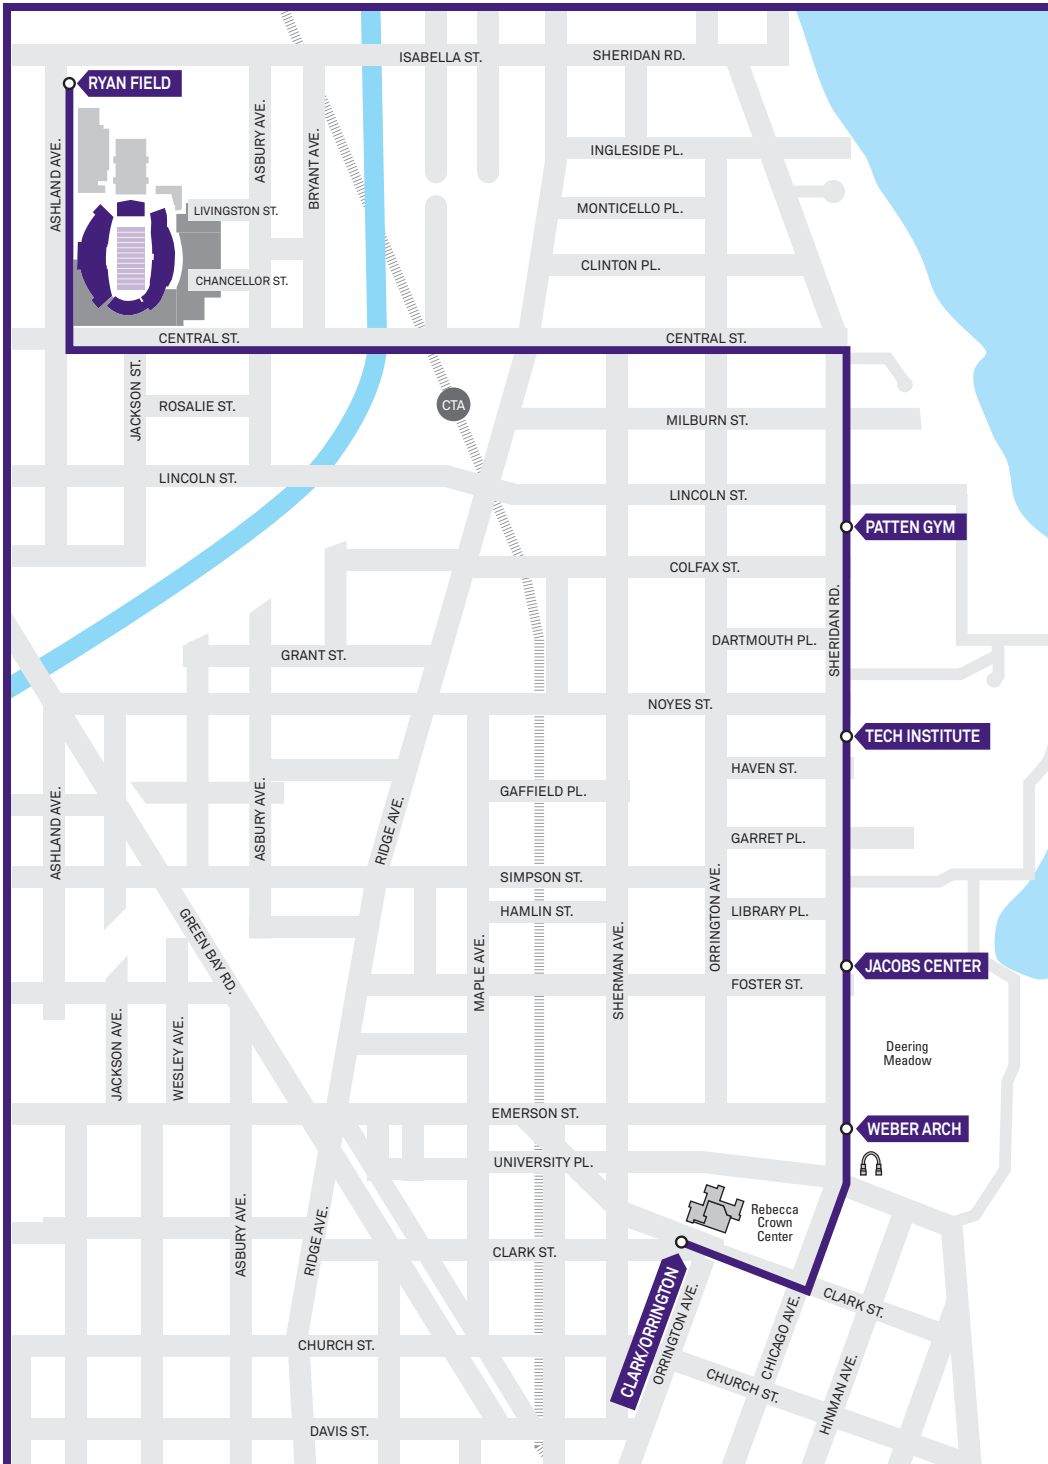 ISABELLA ST.
SHERIDAN RD.
RYAN FIELD
ASHLAND AVE.
ASBURY AVE.
BRYANT AVE.
INGLESIDE PL.
LIVINGSTON ST.
MONTICELLO PL.
CLINTON PL.
CHANCELLOR ST.
CENTRAL ST.
CENTRAL ST.
JACKSON ST.
ROSALIE ST.
CTA
MILBURN ST.
LINCOLN ST.
LINCOLN ST.
PATTEN GYM
COLFAX ST.
SHERIDAN RD.
DARTMOUTH PL.
GRANT ST.
NOYES ST.
TECH INSTITUTE
HAVEN ST.
GAFFIELD PL.
ASHLAND AVE.
ASBURY AVE.
RIDGE AVE.
GARRET PL.
SIMPSON ST.
ORRINGTON AVE.
HAMLIN ST.
LIBRARY PL.
GREEN BAY RD.
MAPLE AVE.
SHERMAN AVE.
JACOBS CENTER
FOSTER ST.
JACKSON AVE.
WESLEY AVE.
Deering
Meadow
EMERSON ST.
WEBER ARCH
UNIVERSITY PL.
Rebecca
Crown
Center
ASBURY AVE.
RIDGE AVE.
CLARK ST.
CLARK/ORRINGTON
ORRINGTON AVE.
CHICAGO AVE.
CLARK ST.
CHURCH ST.
CHURCH ST.
HINMAN AVE.
DAVIS ST.